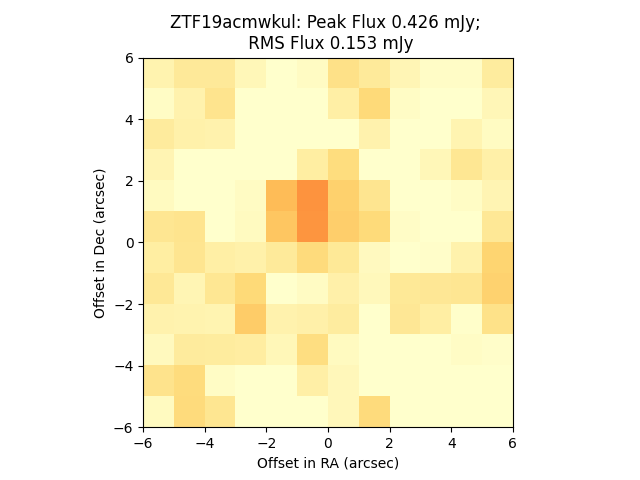 ZTF19acmwkul: Peak Flux 0.426 mJy;
RMS Flux 0.153 mJy
6
4
2
0
−2
−4
−6
Offset in Dec (arcsec)
−6 −4 −2 0 2 4 6
Offset in RA (arcsec)